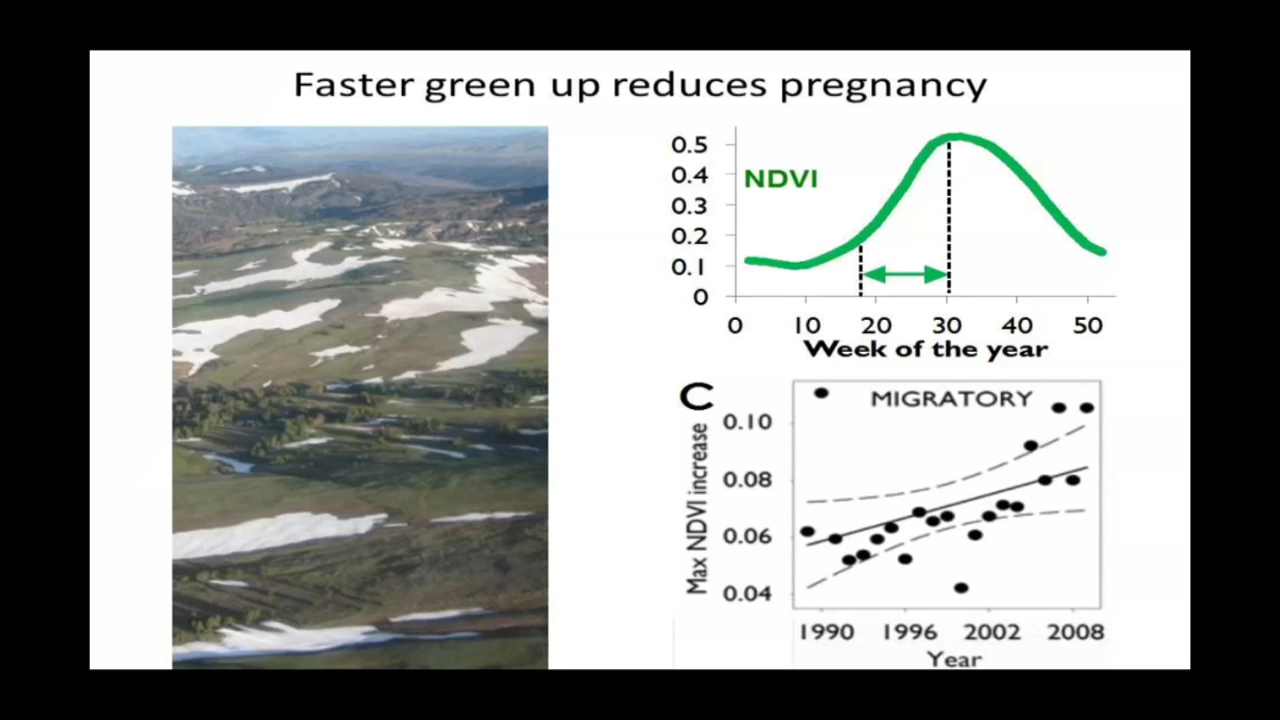 Faster green up reduces pregnancy
0.5
0.4
0.3
0.2
0.1
0
NDVI
0 10 20 30 40 50
Week of the year
C
MIGRATORY
Max NDVI increase
0.10
0.08
0.06
0.04
1990 1996 2002 2008
Year